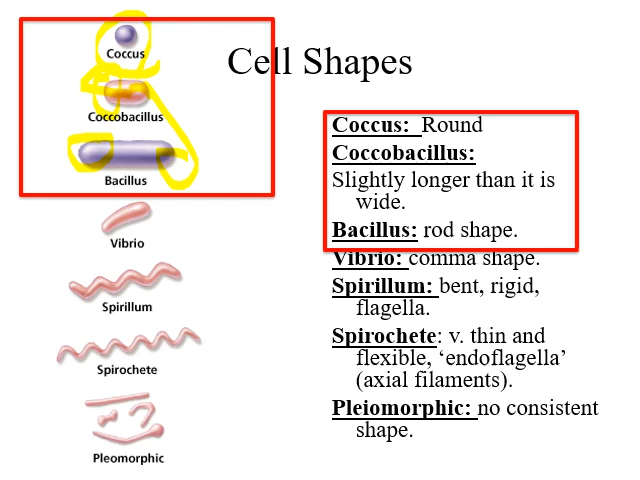 Cell Shapes
Coccus
Coccobacillus
Bacillus
Vibrio
Spirillum
Spirochete
Pleomorphic
Coccus: Round
Coccobacillus:
Slightly longer than it is
wide.
Bacillus: rod shape.
Vibrio: comma shape.
Spirillum: bent, rigid,
flagella.
Spirochete: v. thin and
flexible, ‘endoflagella’
(axial filaments).
Pleiomorphic: no consistent
shape.